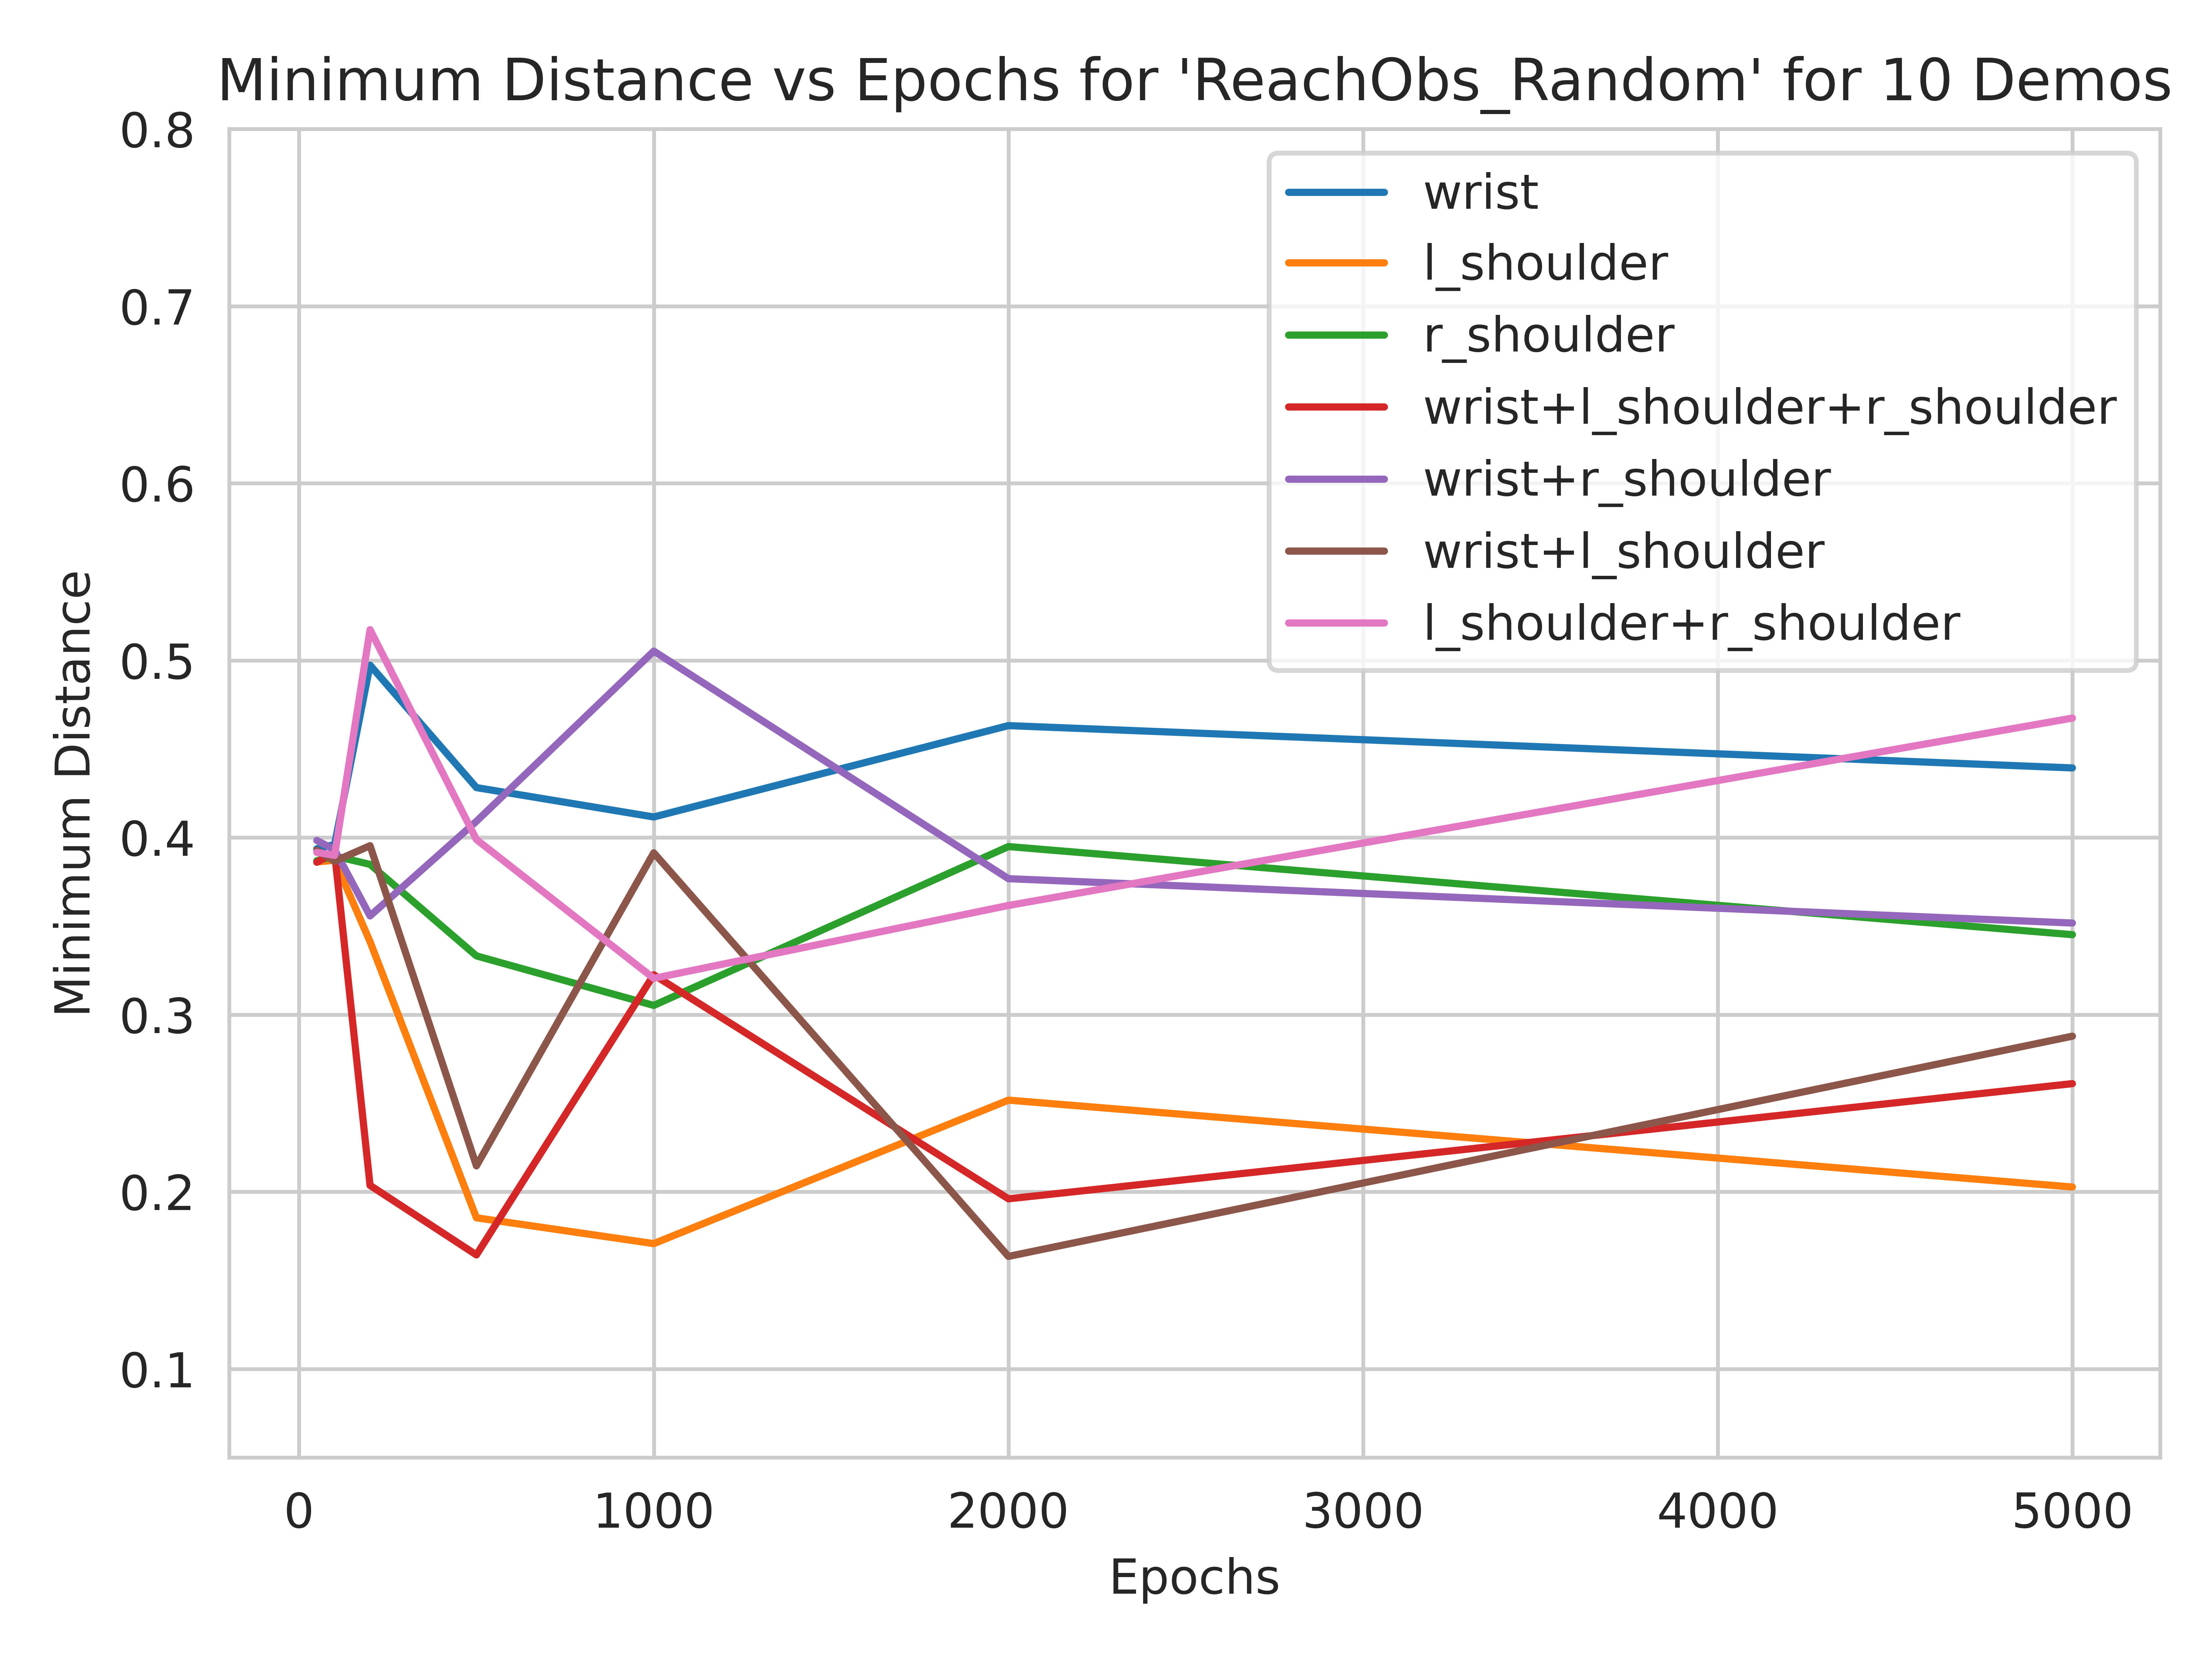 Minimum Distance vs Epochs for 'ReachObs_Random' for 10 Demos
0.8
0.7
0.6
0.5
0.4
0.3
0.2
0.1
Minimum Distance
wrist
l_shoulder
r_shoulder
wrist+l_shoulder+r_shoulder
wrist+r_shoulder
wrist+l_shoulder
l_shoulder+r_shoulder
0 1000 2000 3000 4000 5000
Epochs